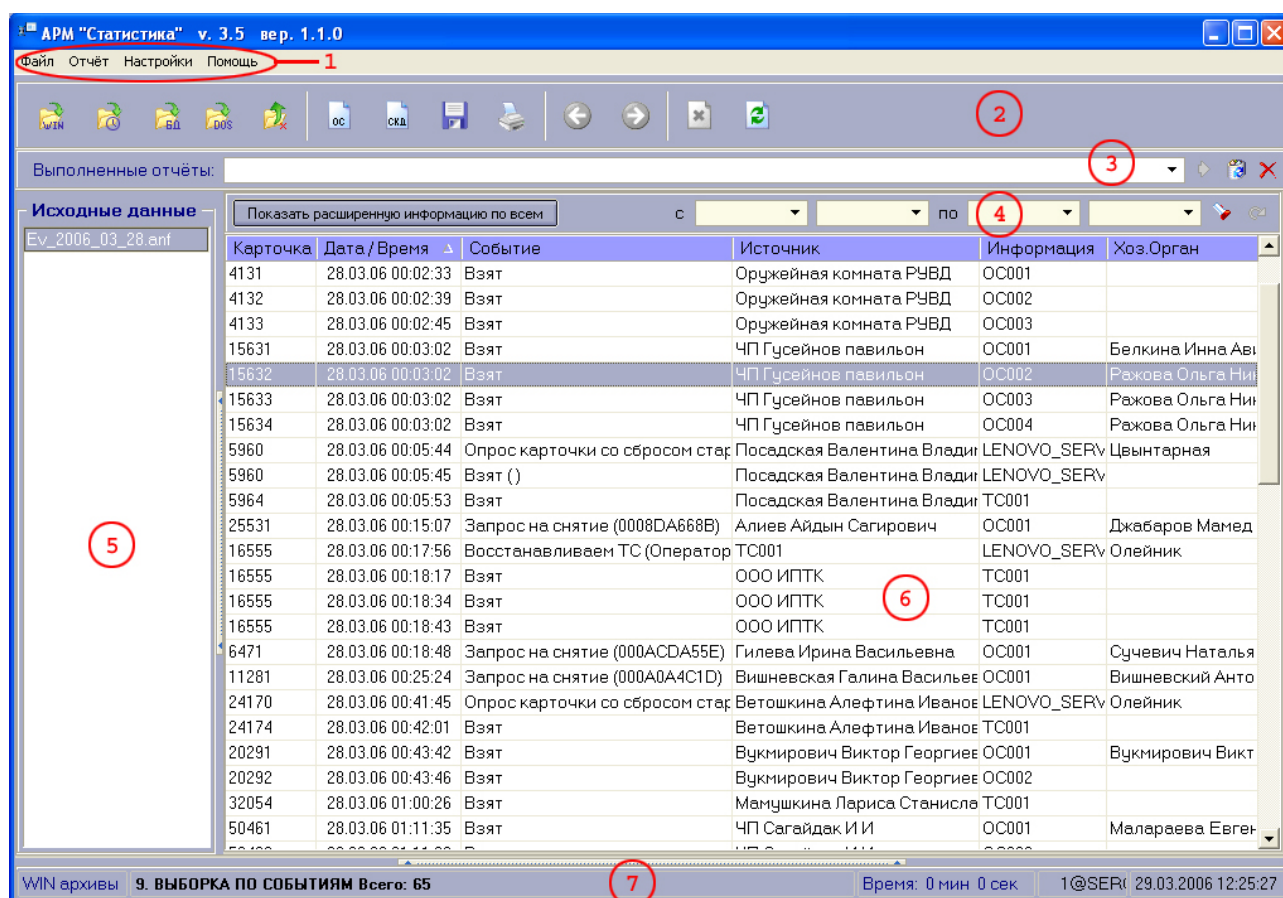 АРМ "Статистика" v. 3.5 вер. 1.1.0
Файл Отчёт Настройки Помощь 1
WIN БД DOS ОС СКД 2
Выполненные отчёты: 3
Исходные данные Показать расширенную информацию по всем с по 4
Ev_2006_03_28.anf
Карточка Дата/Время Событие Источник Информация Хоз.Орган
4131 28.03.06 00:02:33 Взят Оружейная комната РУВД ОС001
4132 28.03.06 00:02:39 Взят Оружейная комната РУВД ОС002
4133 28.03.06 00:02:45 Взят Оружейная комната РУВД ОС003
15631 28.03.06 00:03:02 Взят ЧП Гусейнов павильон ОС001 Белкина Инна Ави
15632 28.03.06 00:03:02 Взят ЧП Гусейнов павильон ОС002 Ражова Ольга Ник
15633 28.03.06 00:03:02 Взят ЧП Гусейнов павильон ОС003 Ражова Ольга Ник
15634 28.03.06 00:03:02 Взят ЧП Гусейнов павильон ОС004 Ражова Ольга Ник
5960 28.03.06 00:05:44 Опрос карточки со сбросом стар Посадская Валентина Влади LENOVO_SERV Цвынтарная
5960 28.03.06 00:05:45 Взят () Посадская Валентина Влади LENOVO_SERV
5964 28.03.06 00:05:53 Взят Посадская Валентина Влади ТС001
25531 28.03.06 00:15:07 Запрос на снятие (0008DA668B) Алиев Айдын Сагирович ОС001 Джабаров Мамед
5
16555 28.03.06 00:17:56 Восстанавливаем ТС (Оператор ТС001 LENOVO_SERV Олейник
16555 28.03.06 00:18:17 Взят ООО ИПТК ТС001
16555 28.03.06 00:18:34 Взят ООО ИПТК 6 ТС001
16555 28.03.06 00:18:43 Взят ООО ИПТК ТС001
6471 28.03.06 00:18:48 Запрос на снятие (000ACDA55E) Гилева Ирина Васильевна ОС001 Сучевич Наталья
11281 28.03.06 00:25:24 Запрос на снятие (000A0A4C1D) Вишневская Галина Васильев ОС001 Вишневский Анто
24170 28.03.06 00:41:45 Опрос карточки со сбросом стар Ветошкина Алефтина Иванов LENOVO_SERV Олейник
24174 28.03.06 00:42:01 Взят Ветошкина Алефтина Иванов ТС001
20291 28.03.06 00:43:42 Взят Вукмирович Виктор Георгиев ОС001 Вукмирович Викт
20292 28.03.06 00:43:46 Взят Вукмирович Виктор Георгиев ОС002
32054 28.03.06 01:00:26 Взят Мамушкина Лариса Станисла ТС001
50461 28.03.06 01:11:35 Взят ЧП Сагайдак И И ОС001 Малараева Евген
WIN архивы 9. ВЫБОРКА ПО СОБЫТИЯМ Всего: 65 7 Время: 0 мин 0 сек 1@SER 29.03.2006 12:25:27